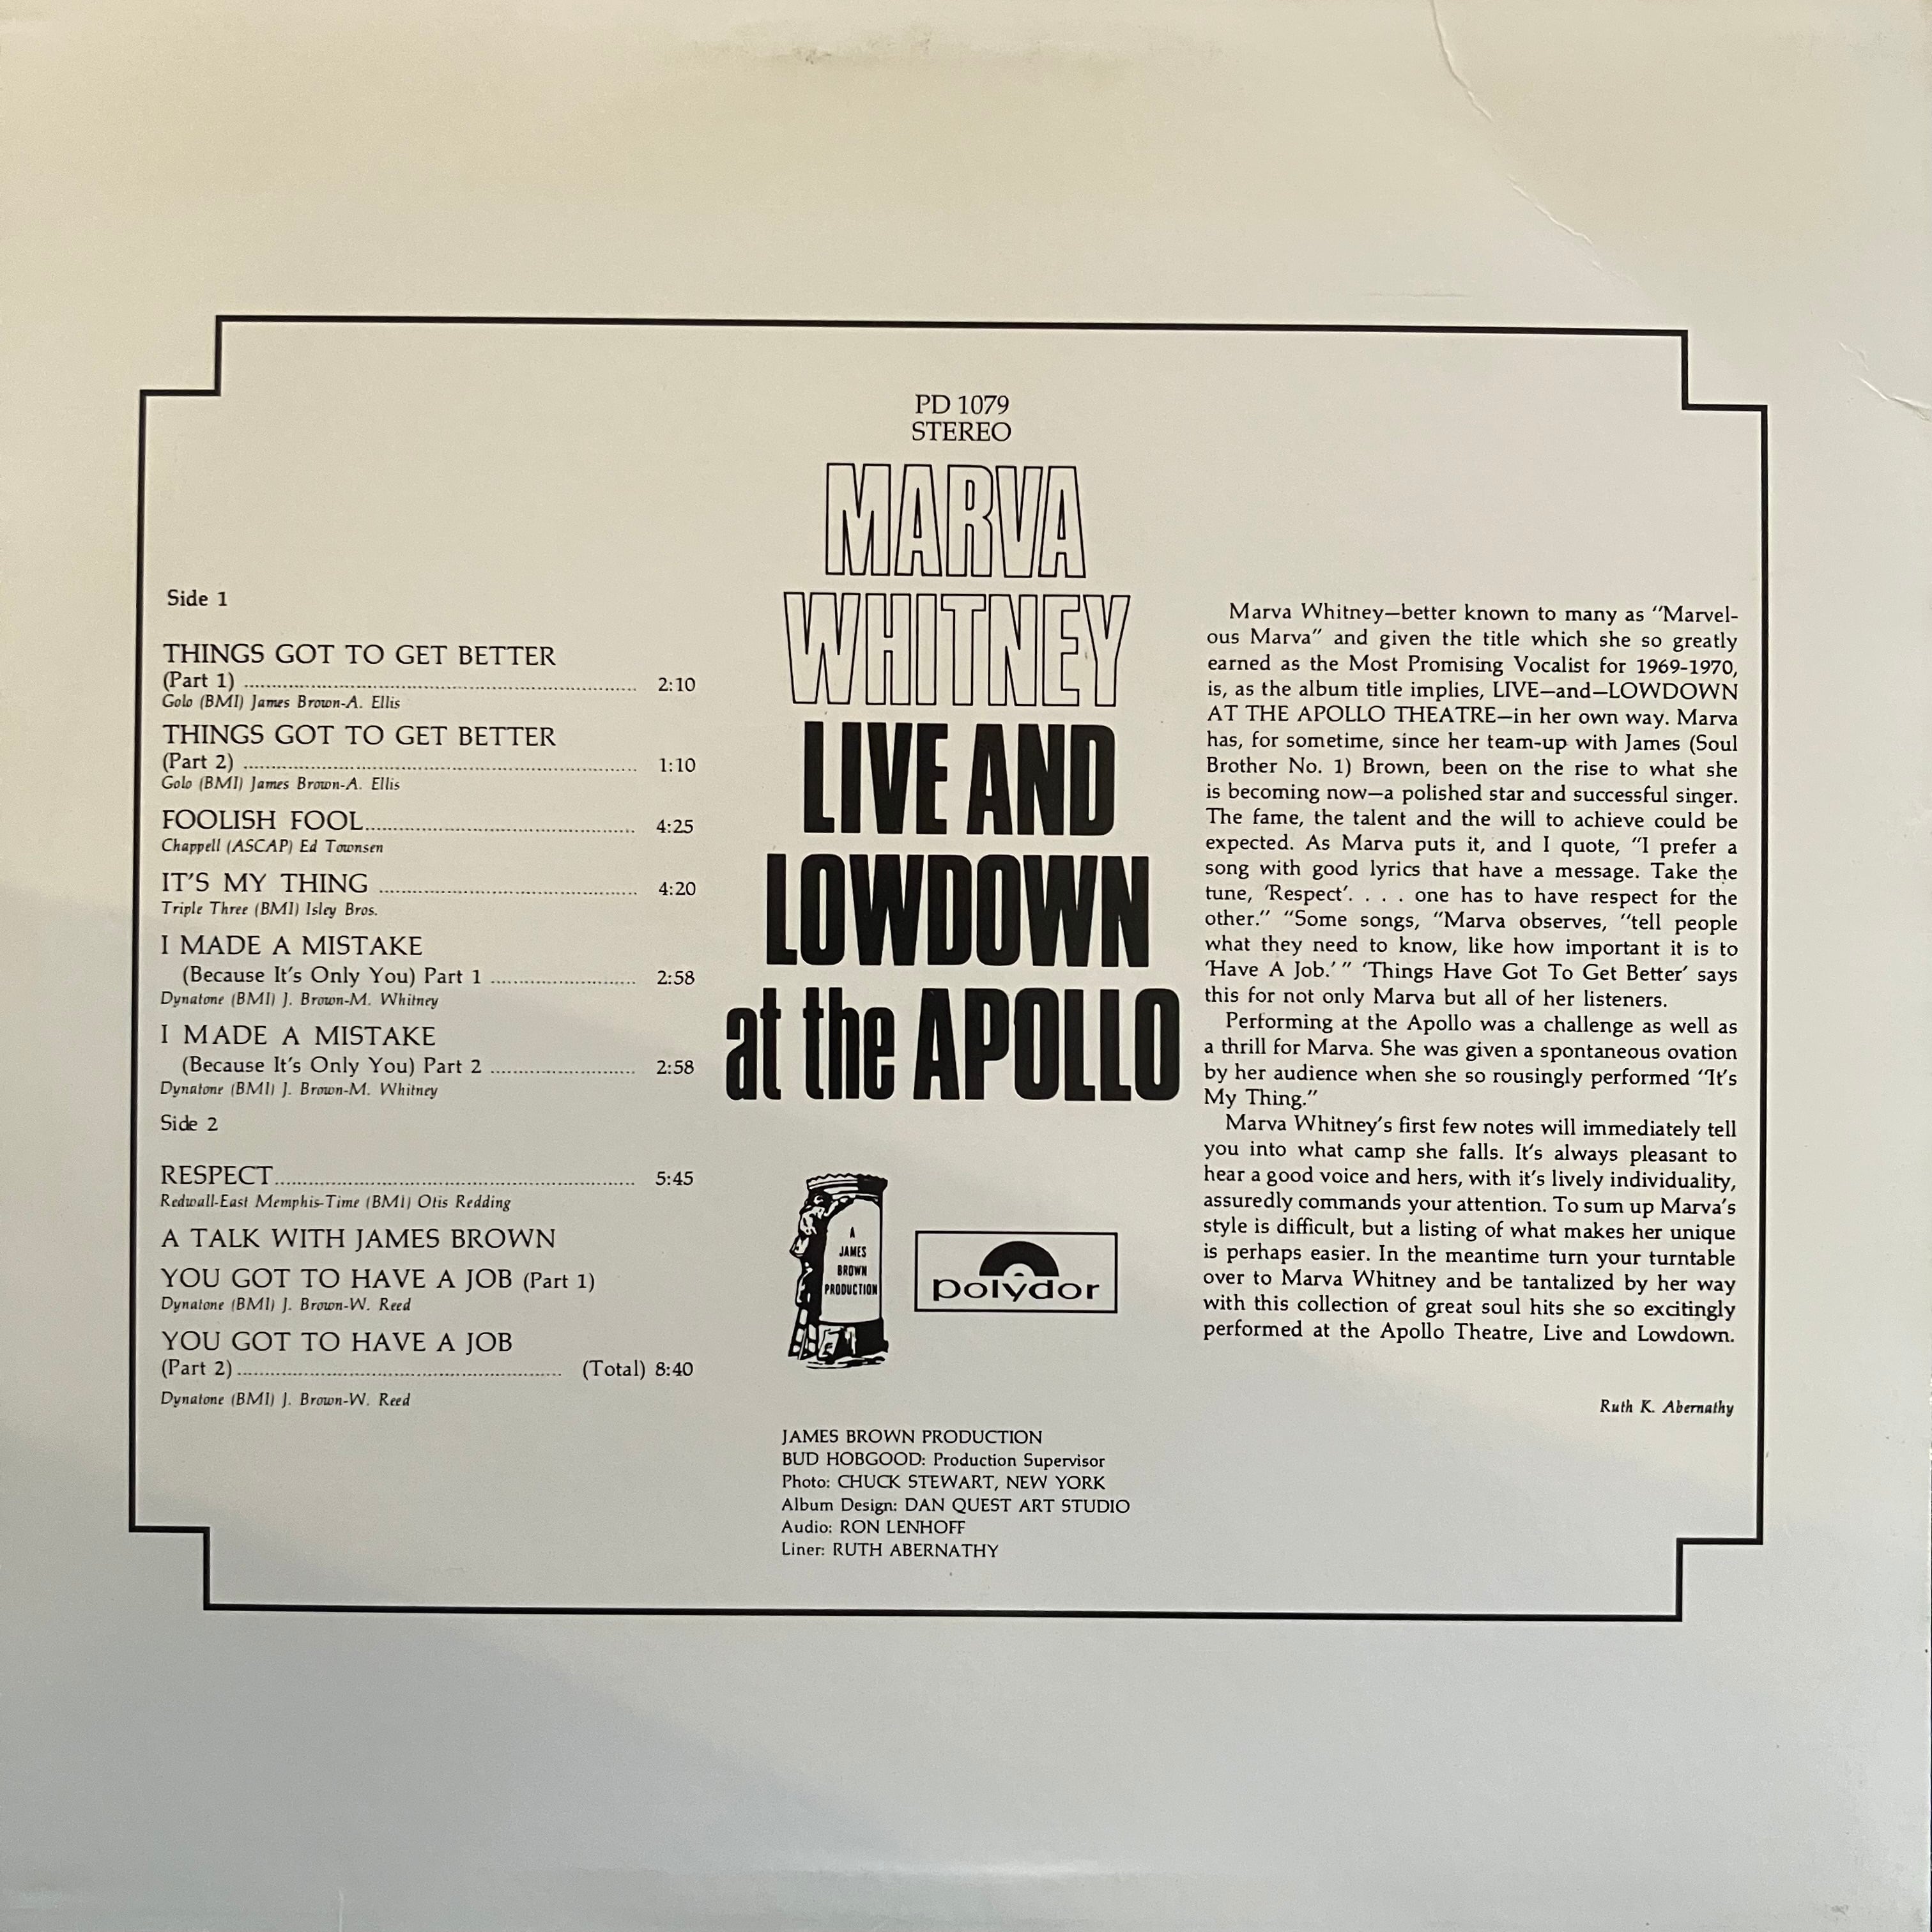 PD 1079
STEREO
MARVA
WHITNEY
LIVE AND
LOWDOWN
at the APOLLO
Side 1
THINGS GOT TO GET BETTER
(Part 1) ........ 2:10
Golo (BMI) James Brown-A. Ellis
THINGS GOT TO GET BETTER
(Part 2) ........ 1:10
Golo (BMI) James Brown-A. Ellis
FOOLISH FOOL........ 4:25
Chappell (ASCAP) Ed Townsen
IT'S MY THING ........ 4:20
Triple Three (BMI) Isley Bros.
I MADE A MISTAKE
(Because It's Only You) Part 1 ........ 2:58
Dynatone (BMI) J. Brown-M. Whitney
I MADE A MISTAKE
(Because It's Only You) Part 2 ........ 2:58
Dynatone (BMI) J. Brown-M. Whitney
Side 2
RESPECT........ 5:45
Redwall-East Memphis-Time (BMI) Otis Redding
A TALK WITH JAMES BROWN
YOU GOT TO HAVE A JOB (Part 1)
Dynatone (BMI) J. Brown-W. Reed
YOU GOT TO HAVE A JOB
(Part 2)........ (Total) 8:40
Dynatone (BMI) J. Brown-W. Reed
A
JAMES
BROWN
PRODUCTION
polydor
JAMES BROWN PRODUCTION
BUD HOBGOOD: Production Supervisor
Photo: CHUCK STEWART, NEW YORK
Album Design: DAN QUEST ART STUDIO
Audio: RON LENHOFF
Liner: RUTH ABERNATHY
Marva Whitney—better known to many as "Marvel-
ous Marva" and given the title which she so greatly
earned as the Most Promising Vocalist for 1969-1970,
is, as the album title implies, LIVE—and—LOWDOWN
AT THE APOLLO THEATRE—in her own way. Marva
has, for sometime, since her team-up with James (Soul
Brother No. 1) Brown, been on the rise to what she
is becoming now—a polished star and successful singer.
The fame, the talent and the will to achieve could be
expected. As Marva puts it, and I quote, "I prefer a
song with good lyrics that have a message. Take the
tune, 'Respect'. . . . one has to have respect for the
other." "Some songs, "Marva observes, "tell people
what they need to know, like how important it is to
'Have A Job.' " 'Things Have Got To Get Better' says
this for not only Marva but all of her listeners.
Performing at the Apollo was a challenge as well as
a thrill for Marva. She was given a spontaneous ovation
by her audience when she so rousingly performed "It's
My Thing."
Marva Whitney's first few notes will immediately tell
you into what camp she falls. It's always pleasant to
hear a good voice and hers, with it's lively individuality,
assuredly commands your attention. To sum up Marva's
style is difficult, but a listing of what makes her unique
is perhaps easier. In the meantime turn your turntable
over to Marva Whitney and be tantalized by her way
with this collection of great soul hits she so excitingly
performed at the Apollo Theatre, Live and Lowdown.
Ruth K. Abernathy